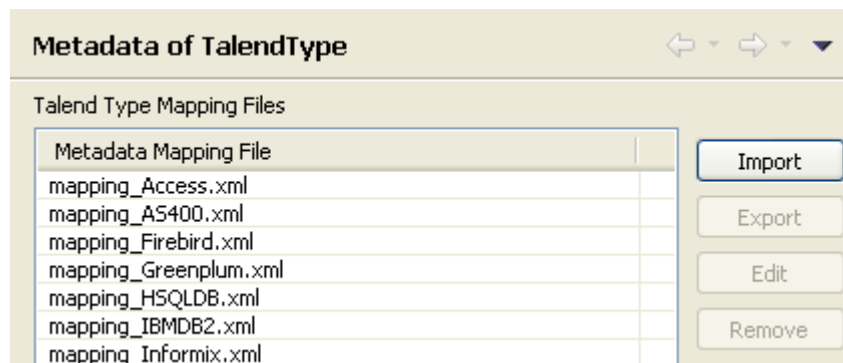 Metadata of TalendType
Talend Type Mapping Files
Metadata Mapping File
Import
mapping_Access.xml
mapping_AS400.xml
Export
mapping_Firebird.xml
mapping_Greenplum.xml
Edit
mapping_HSQLDB.xml
mapping_IBMDB2.xml
Remove
mapping_Informix.xml